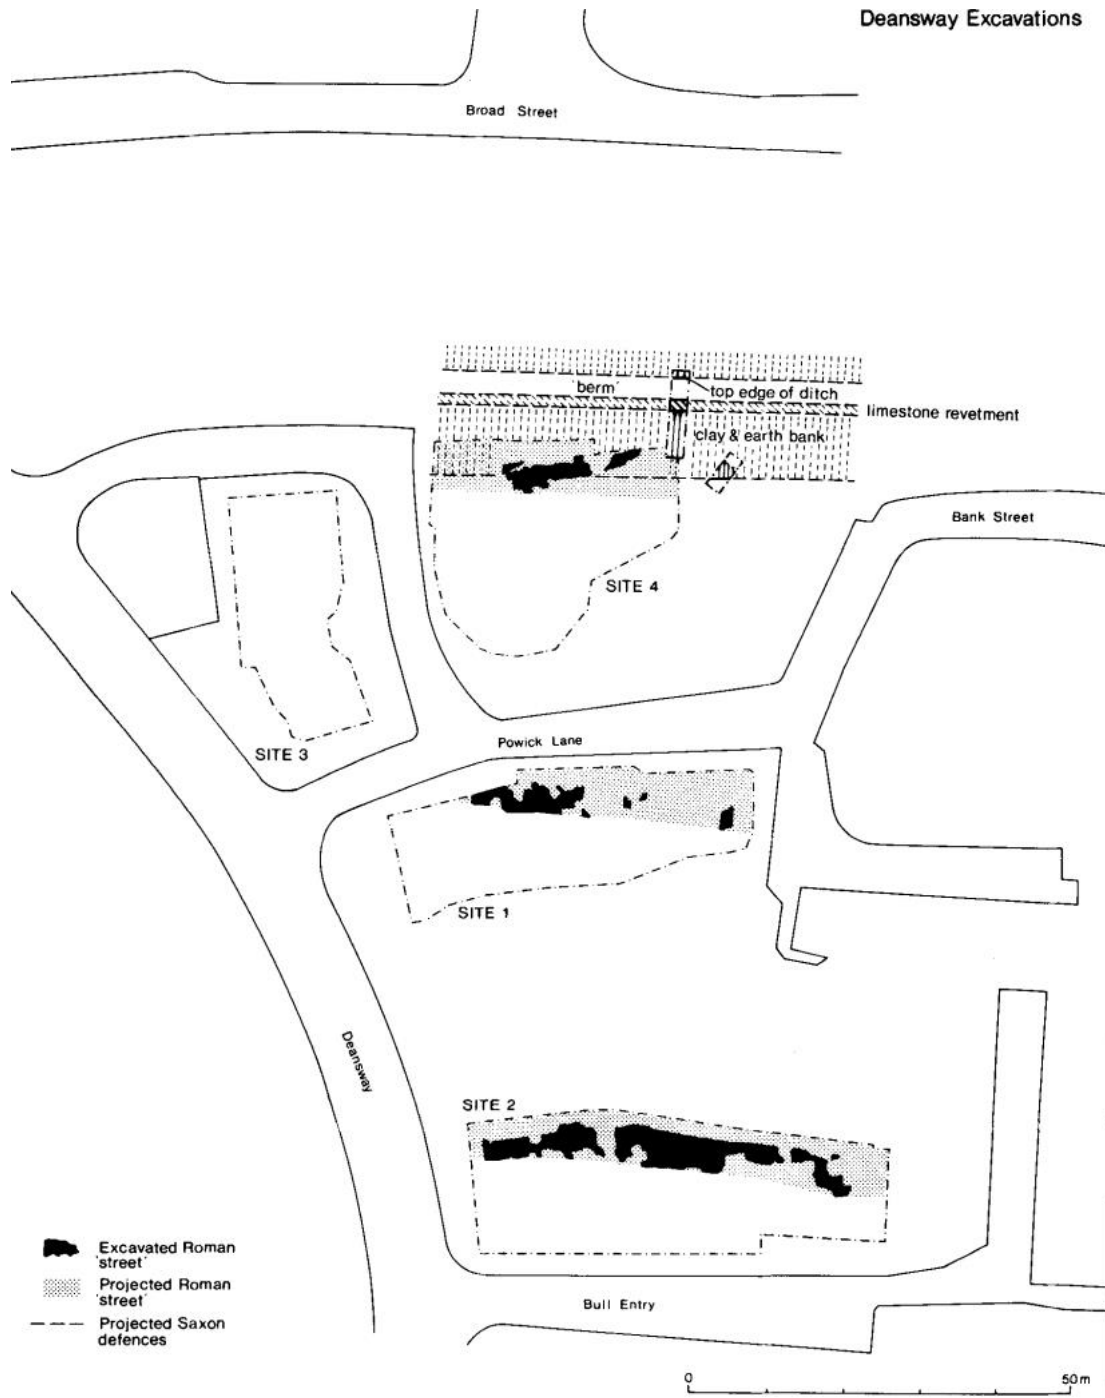 Deansway Excavations
Broad Street
'berm'
top edge of ditch
limestone revetment
clay & earth bank
Bank Street
SITE 4
SITE 3
Powick Lane
SITE 1
Deansway
SITE 2
Excavated Roman
'street'
Projected Roman
'street'
Projected Saxon
defences
Bull Entry
0
50m